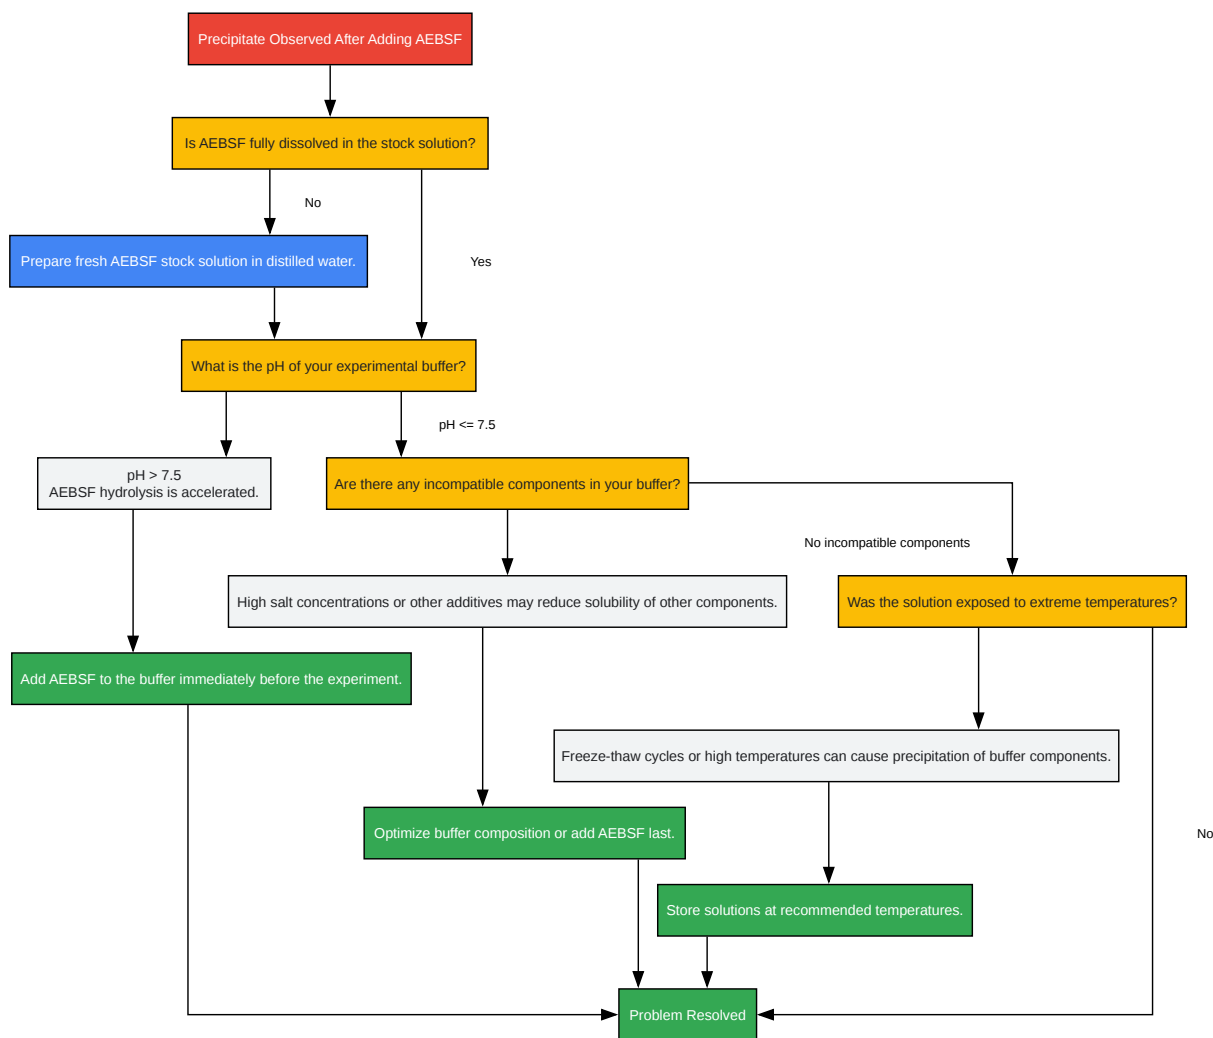 Precipitate Observed After Adding AEBSF
Is AEBSF fully dissolved in the stock solution?
No
Prepare fresh AEBSF stock solution in distilled water.
Yes
What is the pH of your experimental buffer?
pH <= 7.5
pH > 7.5
AEBSF hydrolysis is accelerated.
Are there any incompatible components in your buffer?
No incompatible components
High salt concentrations or other additives may reduce solubility of other components.
Was the solution exposed to extreme temperatures?
Add AEBSF to the buffer immediately before the experiment.
Freeze-thaw cycles or high temperatures can cause precipitation of buffer components.
Optimize buffer composition or add AEBSF last.
No
Store solutions at recommended temperatures.
Problem Resolved